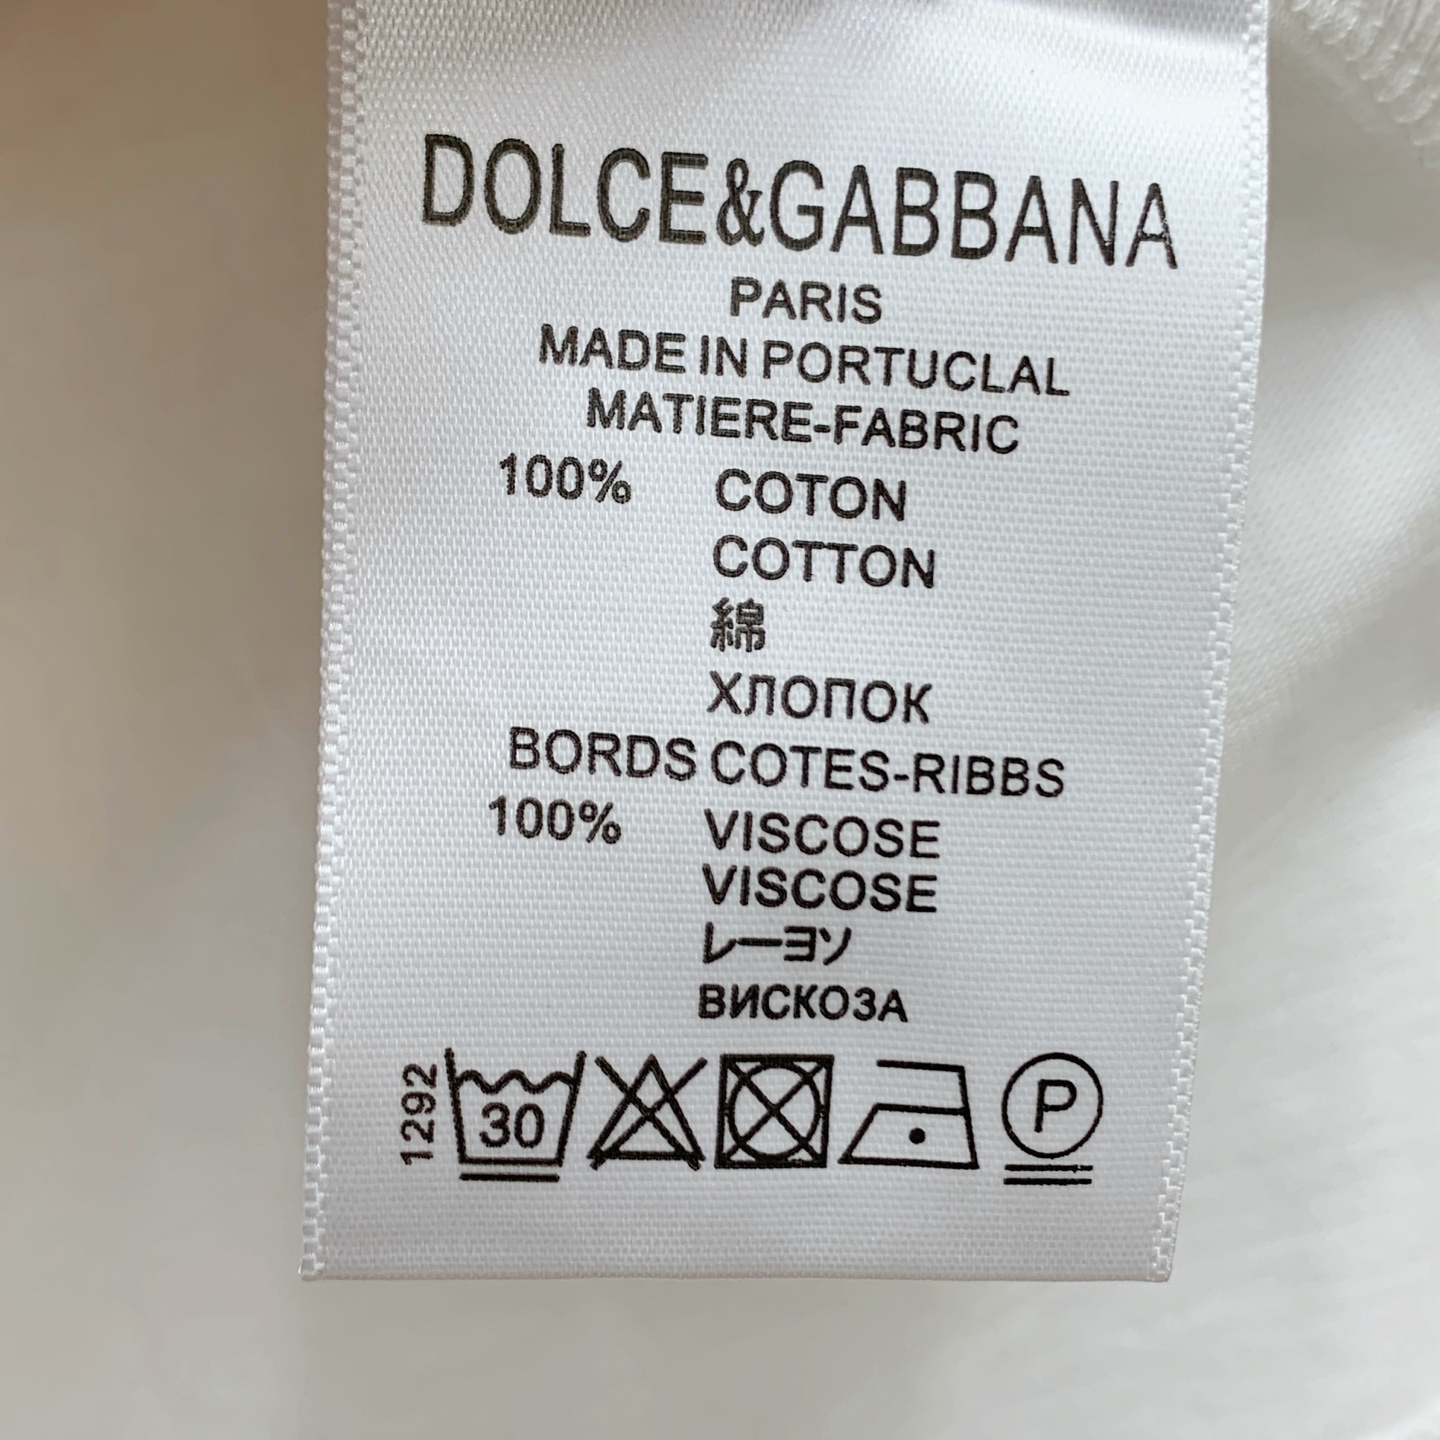 DOLCE&GABBANA
PARIS
MADE IN PORTUCLAL
MATIERE-FABRIC
100% COTON
COTTON
綿
ХЛОПОК
BORDS COTES-RIBBS
100% VISCOSE
VISCOSE
レーヨソ
ВИСКОЗА
1292 30 P